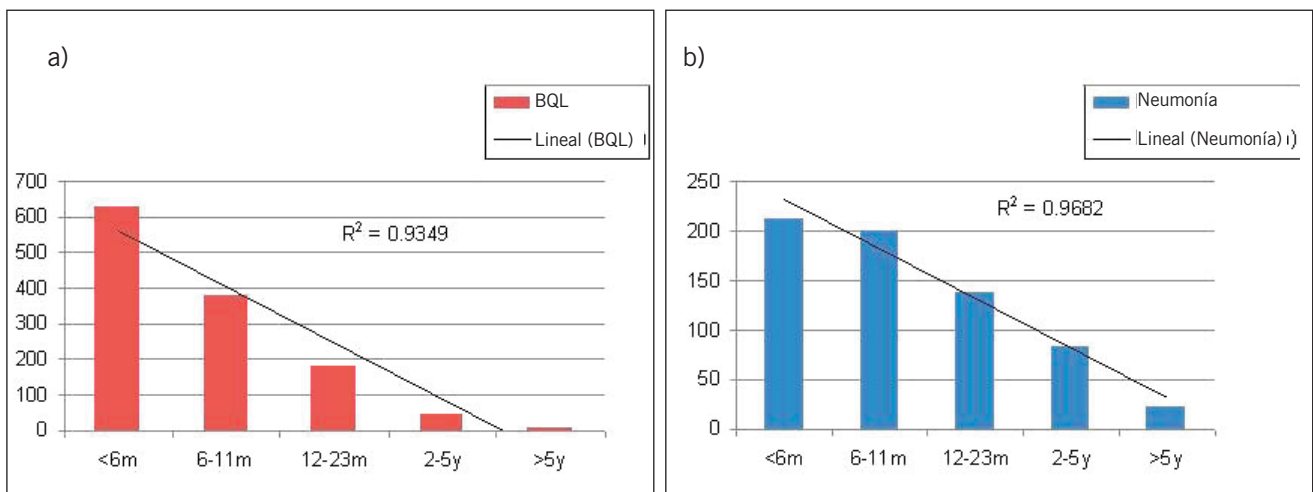 a)
BQL
Lineal (BQL)
700
600
500
400
300
200
100
0
R² = 0.9349
<6m 6-11m 12-23m 2-5y >5y
b)
Neumonía
Lineal (Neumonía)
250
200
150
100
50
0
R² = 0.9682
<6m 6-11m 12-23m 2-5y >5y